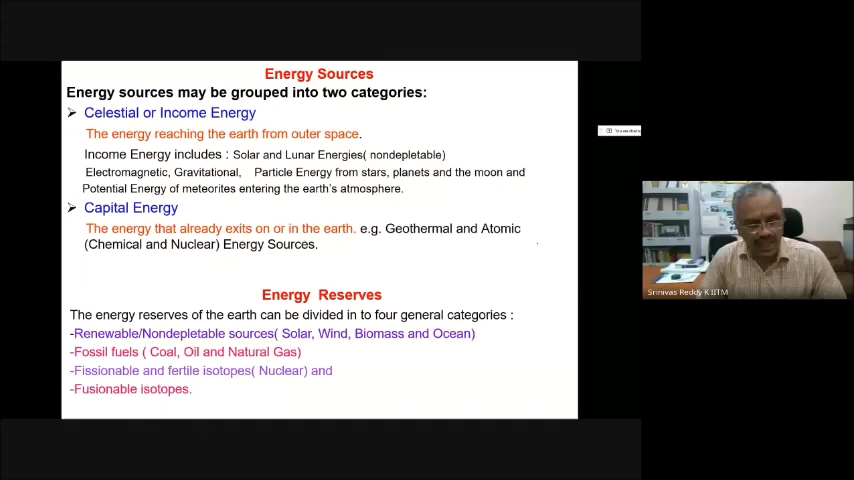 Energy Sources
Energy sources may be grouped into two categories:
➢ Celestial or Income Energy
The energy reaching the earth from outer space.
Income Energy includes : Solar and Lunar Energies( nondepletable)
Electromagnetic, Gravitational, Particle Energy from stars, planets and the moon and
Potential Energy of meteorites entering the earth's atmosphere.
➢ Capital Energy
The energy that already exits on or in the earth. e.g. Geothermal and Atomic
(Chemical and Nuclear) Energy Sources.
Energy Reserves
The energy reserves of the earth can be divided in to four general categories :
-Renewable/Nondepletable sources( Solar, Wind, Biomass and Ocean)
-Fossil fuels ( Coal, Oil and Natural Gas)
-Fissionable and fertile isotopes( Nuclear) and
-Fusionable isotopes.
Srinivas Reddy K IITM